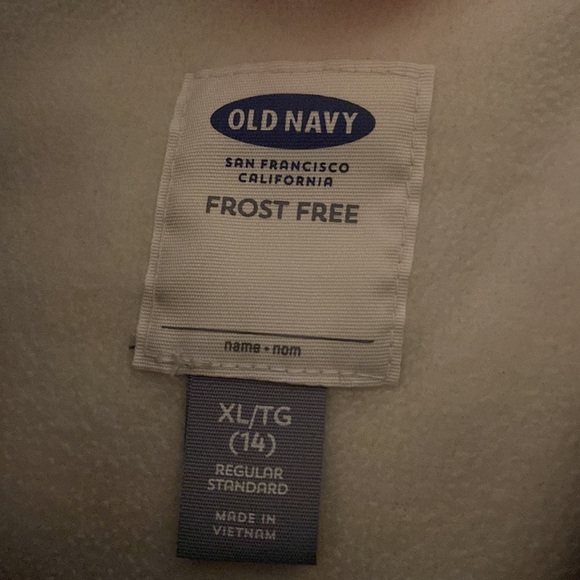 OLD NAVY
SAN FRANCISCO
CALIFORNIA
FROST FREE
name • nom
XL/TG
(14)
REGULAR
STANDARD
MADE IN
VIETNAM